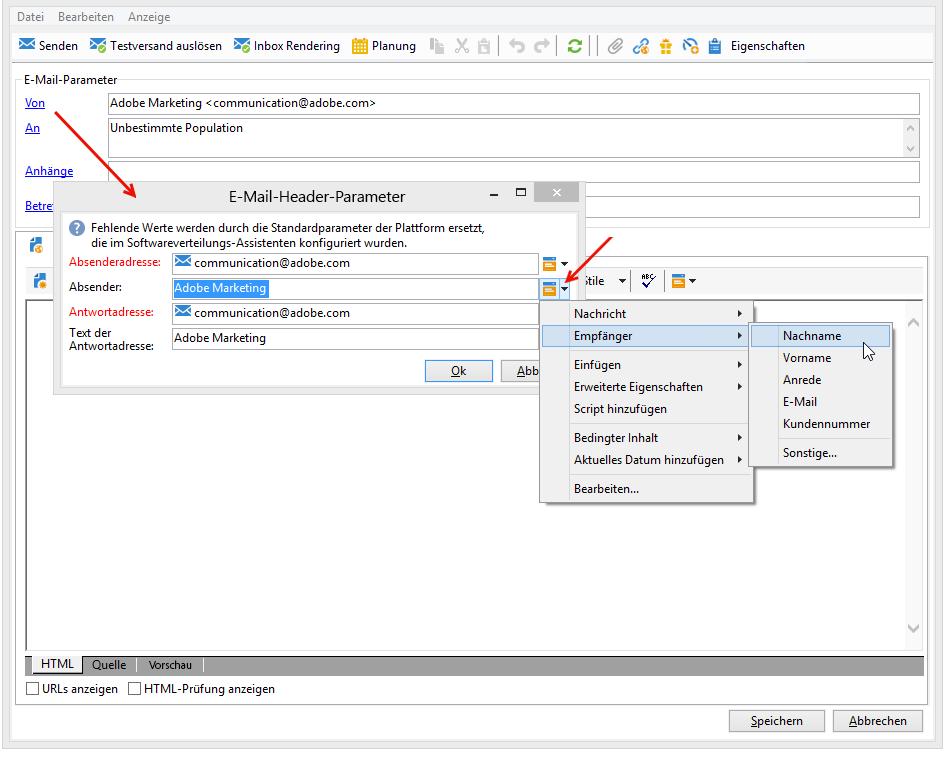 Datei Bearbeiten Anzeige
Senden Testversand auslösen Inbox Rendering Planung Eigenschaften
E-Mail-Parameter
Von Adobe Marketing <communication@adobe.com>
An Unbestimmte Population
Anhänge
E-Mail-Header-Parameter
Fehlende Werte werden durch die Standardparameter der Plattform ersetzt,
die im Softwareverteilungs-Assistenten konfiguriert wurden.
Absenderadresse: communication@adobe.com
Absender: Adobe Marketing
Antwortadresse: communication@adobe.com
Text der
Antwortadresse: Adobe Marketing
Ok
Nachricht
Empfänger
Einfügen
Erweiterte Eigenschaften
Script hinzufügen
Bedingter Inhalt
Aktuelles Datum hinzufügen
Bearbeiten...
Nachname
Vorname
Anrede
E-Mail
Kundennummer
Sonstige...
ABC
HTML Quelle Vorschau
URLs anzeigen HTML-Prüfung anzeigen
Speichern Abbrechen